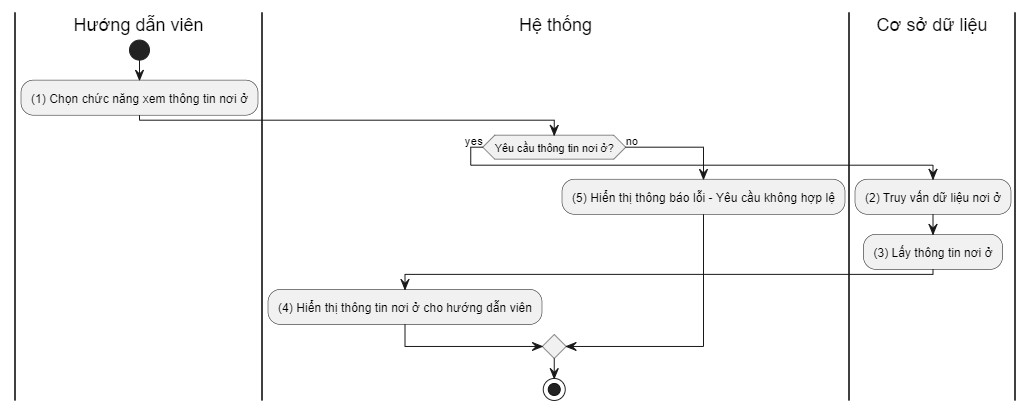 Hướng dẫn viên
Hệ thống
Cơ sở dữ liệu
(1) Chọn chức năng xem thông tin nơi ở
yes
Yêu cầu thông tin nơi ở?
no
(5) Hiển thị thông báo lỗi - Yêu cầu không hợp lệ
(2) Truy vấn dữ liệu nơi ở
(3) Lấy thông tin nơi ở
(4) Hiển thị thông tin nơi ở cho hướng dẫn viên